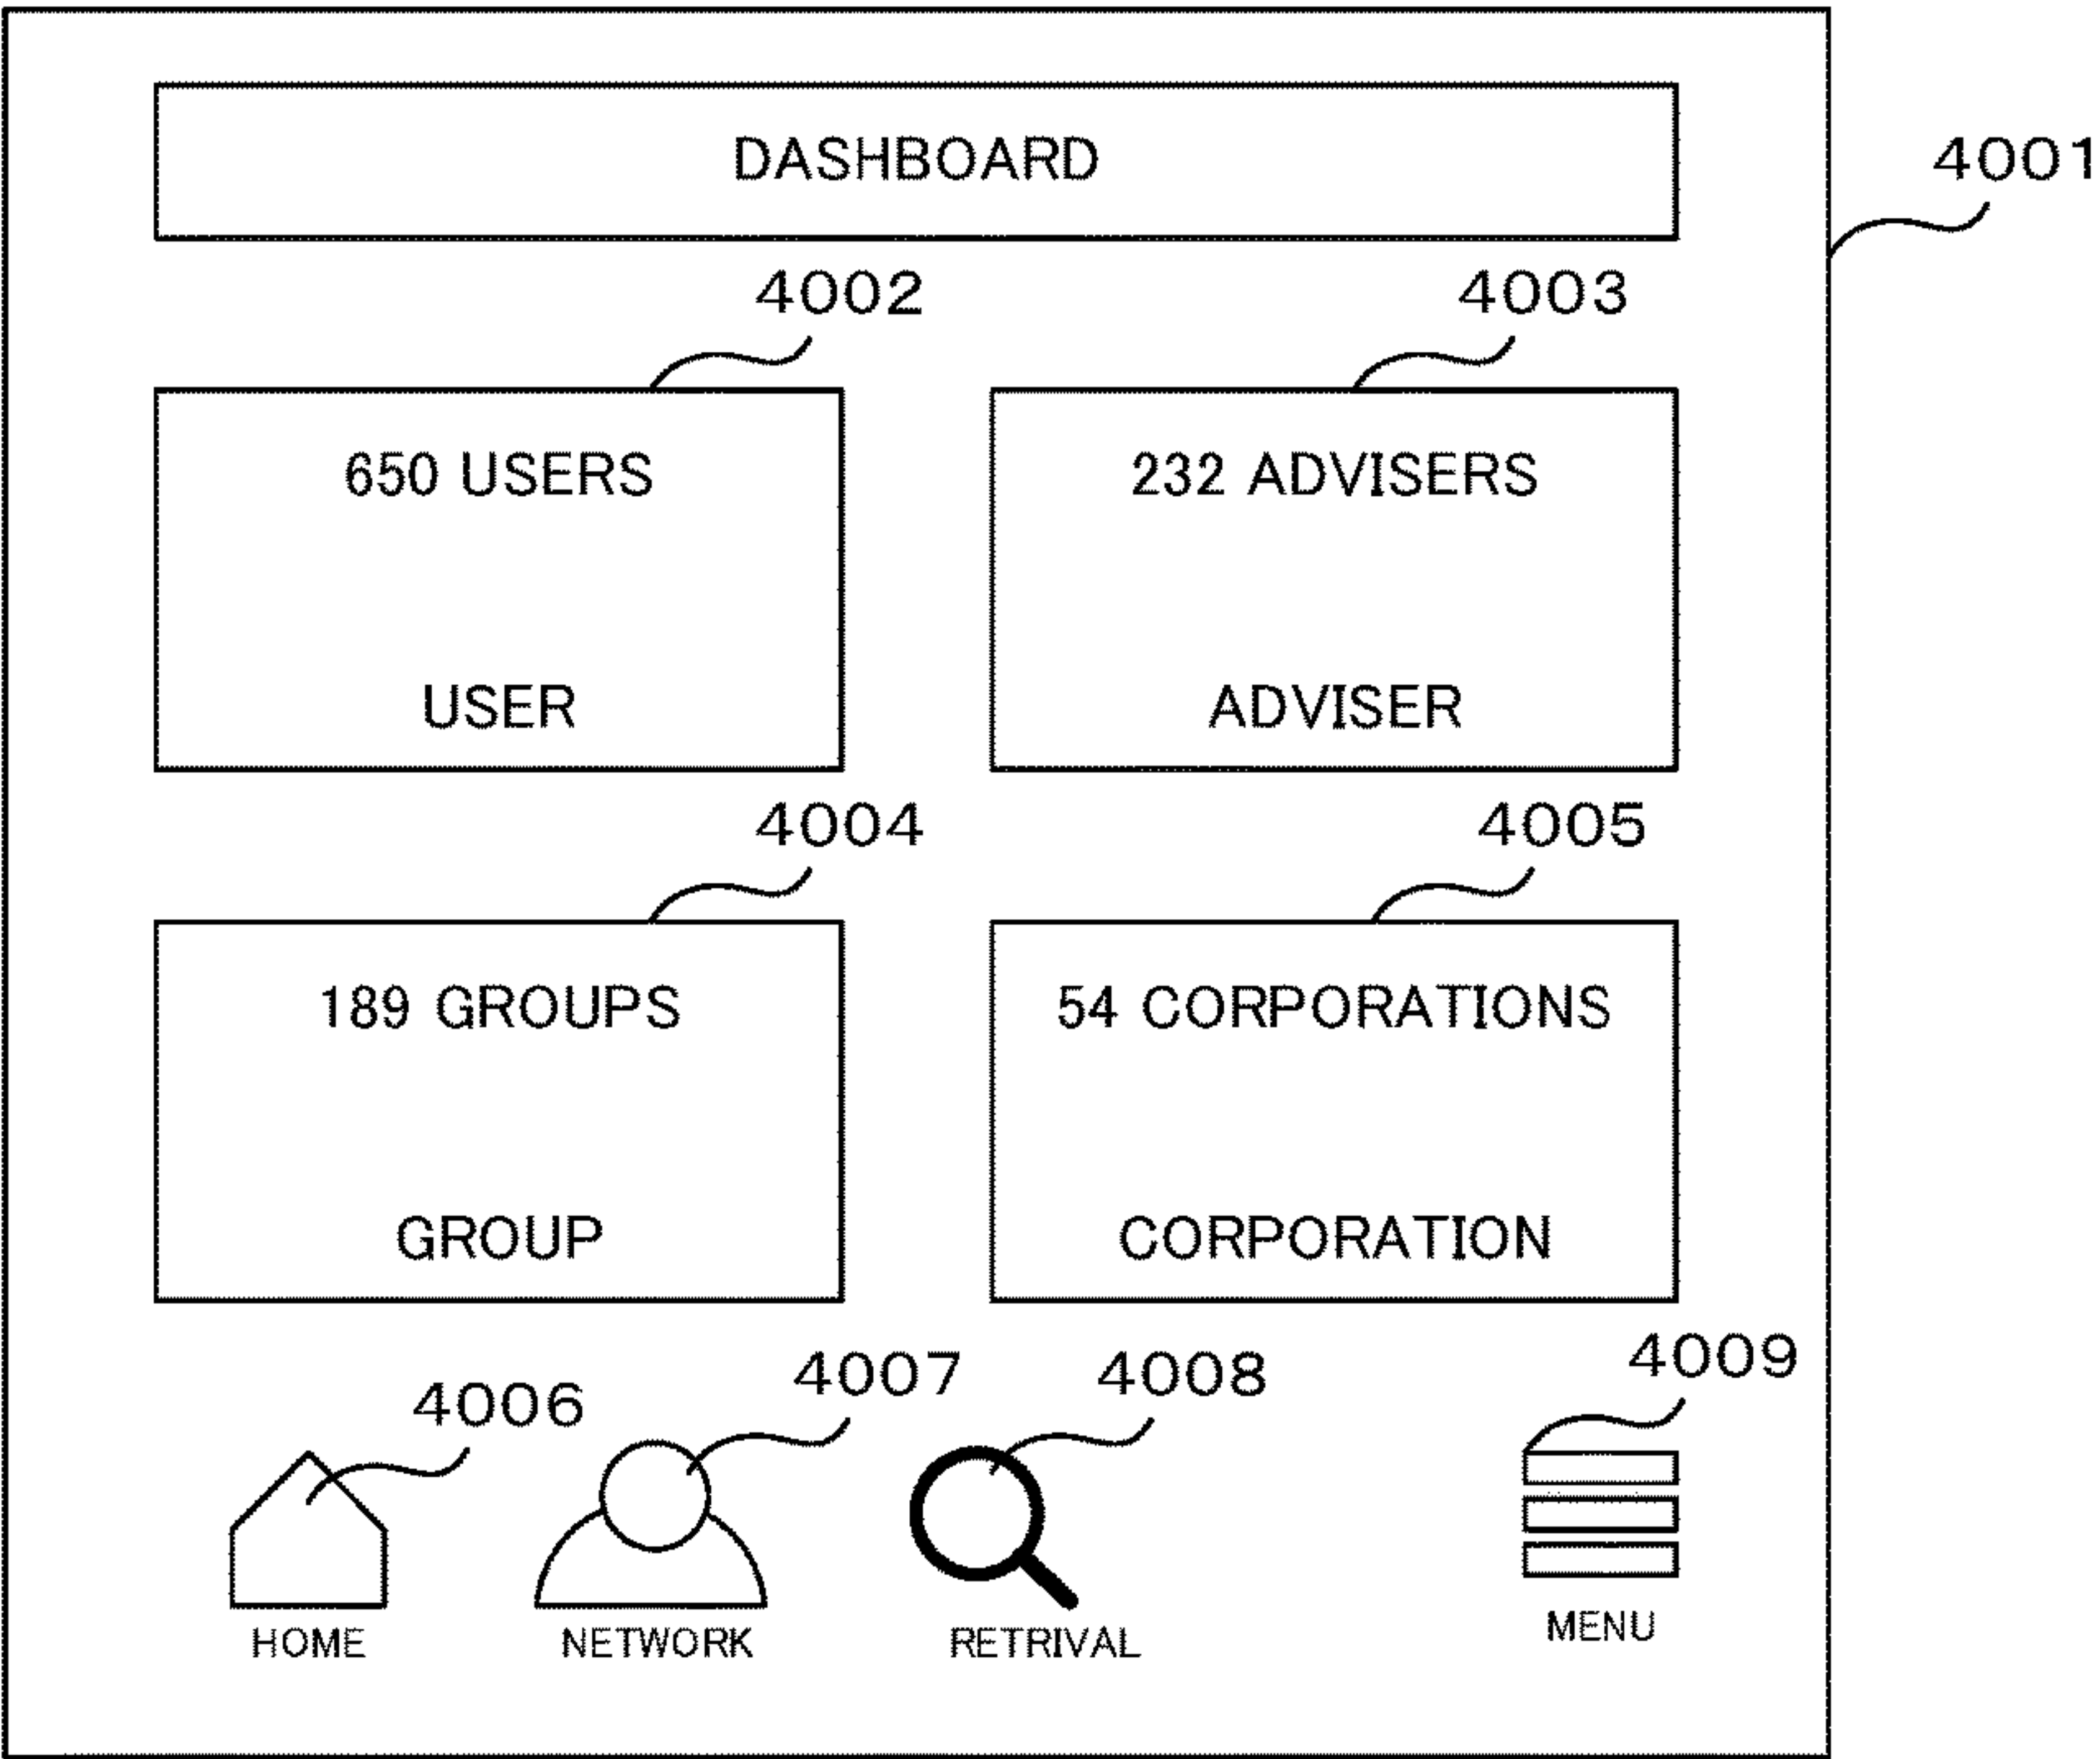 DASHBOARD
4001
4002
4003
650 USERS
232 ADVISERS
USER
ADVISER
4004
4005
189 GROUPS
54 CORPORATIONS
GROUP
CORPORATION
4006
4007
4008
4009
HOME
NETWORK
RETRIVAL
MENU